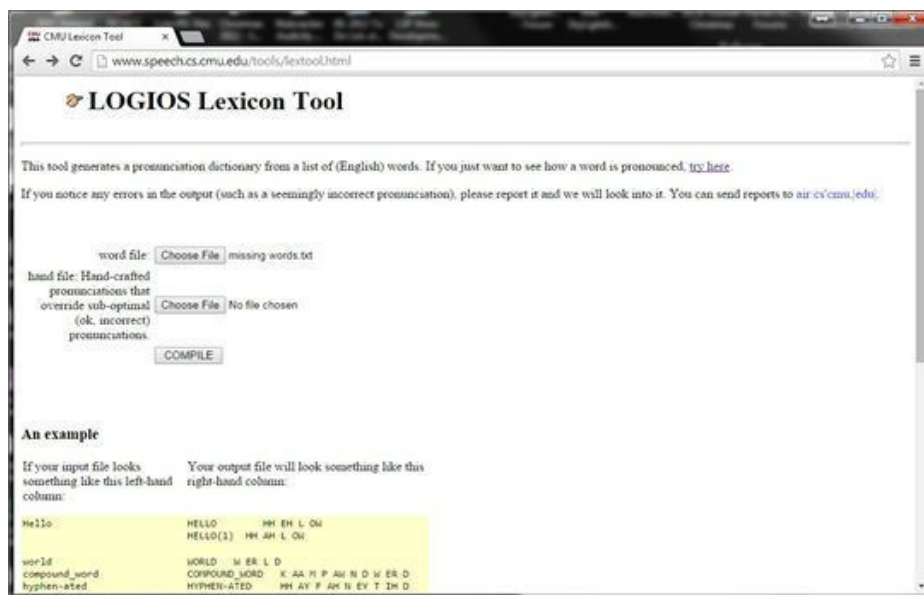 CMU Lexicon Tool
www.speech.cs.cmu.edu/tools/lextool.html
LOGIOS Lexicon Tool
This tool generates a pronunciation dictionary from a list of (English) words. If you just want to see how a word is pronounced, try here.
If you notice any errors in the output (such as a seemingly incorrect pronunciation), please report it and we will look into it. You can send reports to air|cs|cmu|edu|.
word file: Choose File missing words.txt
hand file: Hand-crafted
pronunciations that
override sub-optimal Choose File No file chosen
(ok, incorrect)
pronunciations.
COMPILE
An example
If your input file looks Your output file will look something like this
something like this left-hand right-hand column:
column:
Hello HELLO HH EH L OW
HELLO(1) HH AH L OW
world WORLD W ER L D
compound_word COMPOUND_WORD K AA M P AW N D W ER D
hyphen-ated HYPHEN-ATED HH AY F AH N EY T IH D